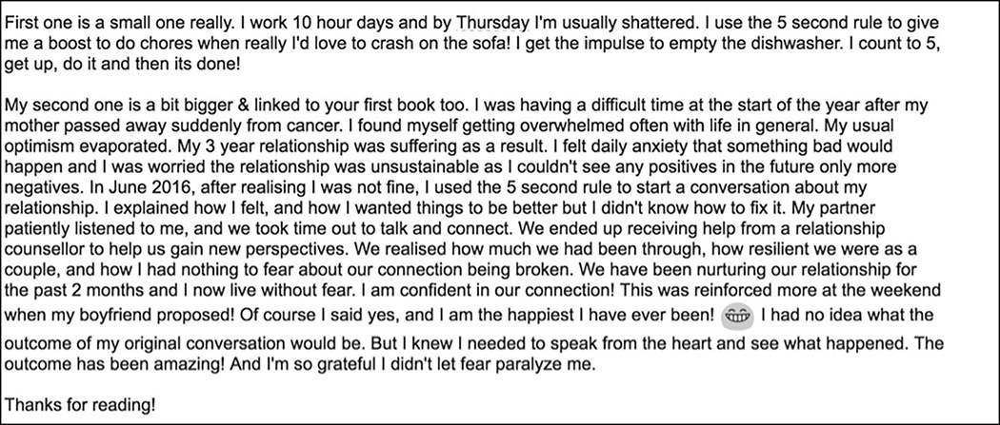 First one is a small one really. I work 10 hour days and by Thursday I'm usually shattered. I use the 5 second rule to give
me a boost to do chores when really I'd love to crash on the sofa! I get the impulse to empty the dishwasher. I count to 5,
get up, do it and then its done!
My second one is a bit bigger & linked to your first book too. I was having a difficult time at the start of the year after my
mother passed away suddenly from cancer. I found myself getting overwhelmed often with life in general. My usual
optimism evaporated. My 3 year relationship was suffering as a result. I felt daily anxiety that something bad would
happen and I was worried the relationship was unsustainable as I couldn't see any positives in the future only more
negatives. In June 2016, after realising I was not fine, I used the 5 second rule to start a conversation about my
relationship. I explained how I felt, and how I wanted things to be better but I didn't know how to fix it. My partner
patiently listened to me, and we took time out to talk and connect. We ended up receiving help from a relationship
counsellor to help us gain new perspectives. We realised how much we had been through, how resilient we were as a
couple, and how I had nothing to fear about our connection being broken. We have been nurturing our relationship for
the past 2 months and I now live without fear. I am confident in our connection! This was reinforced more at the weekend
when my boyfriend proposed! Of course I said yes, and I am the happiest I have ever been! 😁 I had no idea what the
outcome of my original conversation would be. But I knew I needed to speak from the heart and see what happened. The
outcome has been amazing! And I'm so grateful I didn't let fear paralyze me.
Thanks for reading!